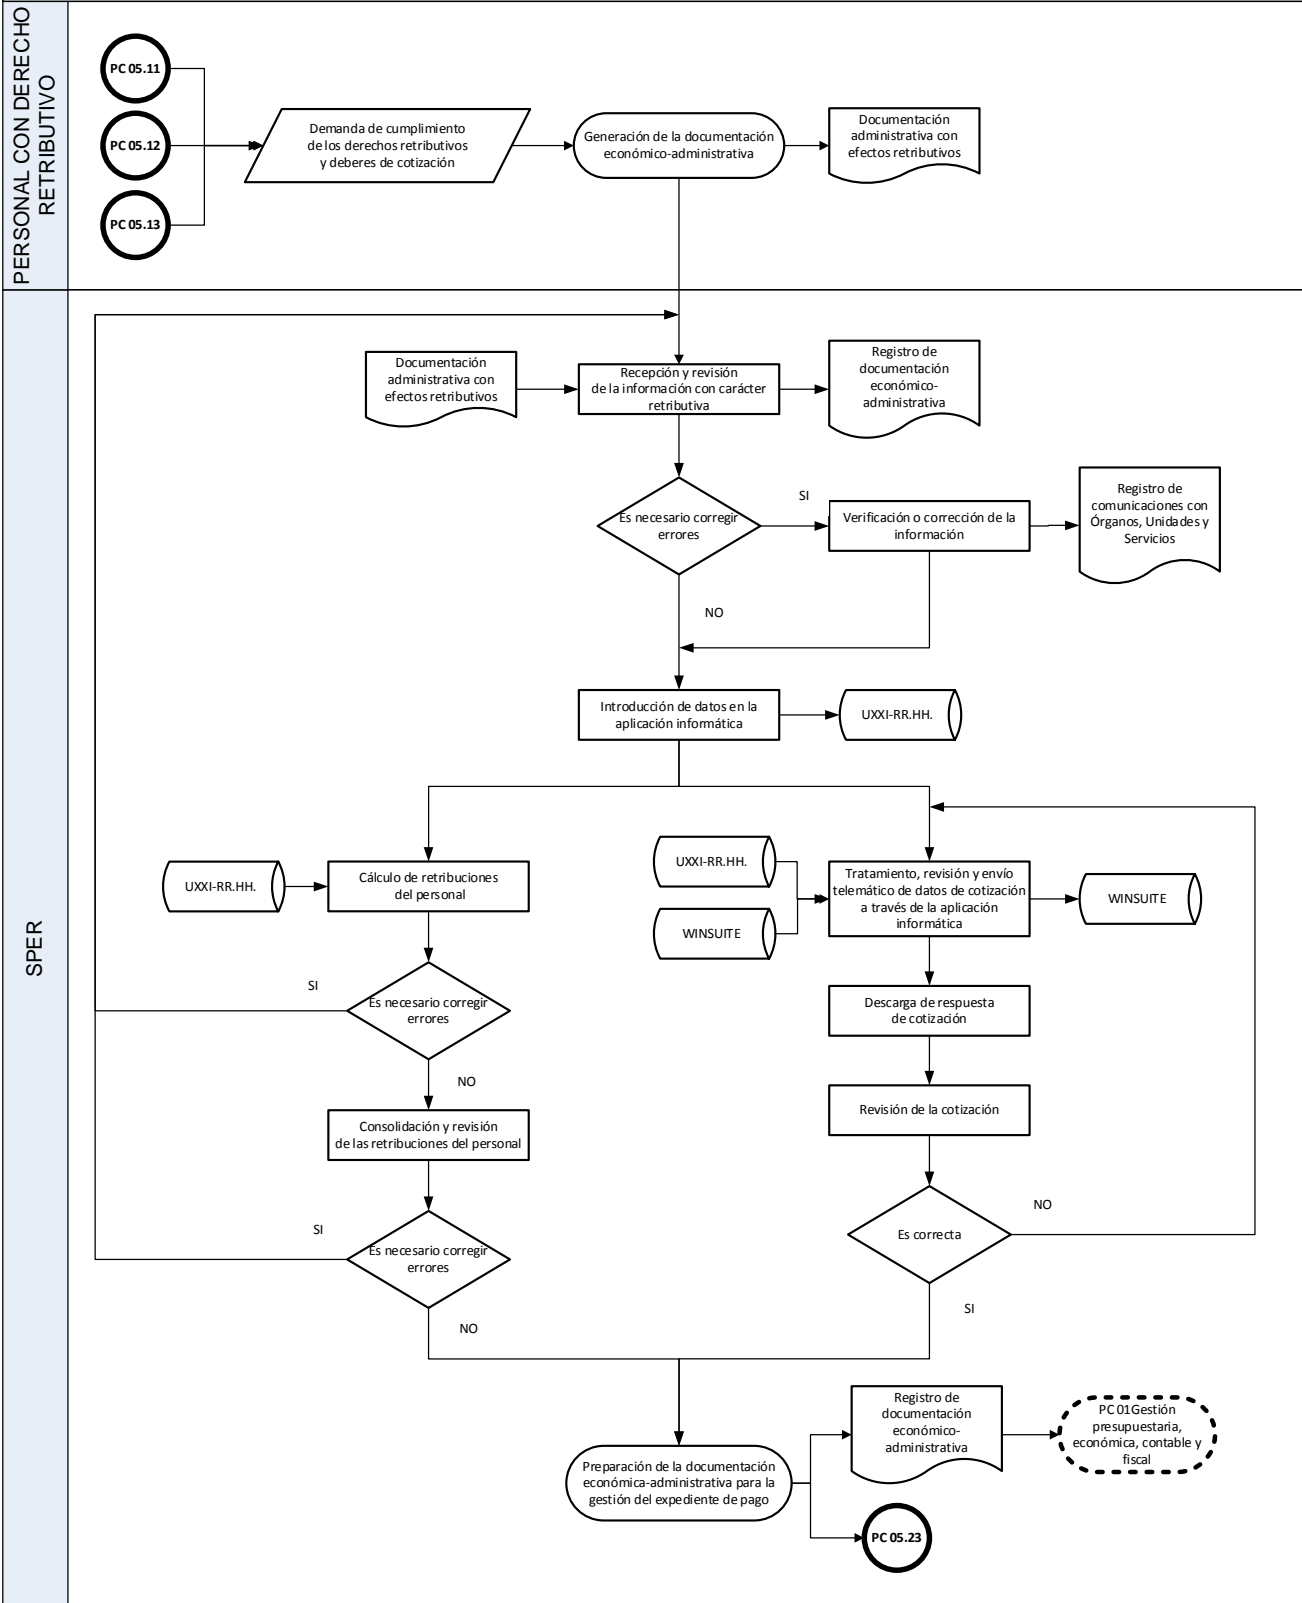 PERSONAL CON DERECHO
RETRIBUTIVO
PC 05.11
PC 05.12
PC 05.13
Demanda de cumplimiento
de los derechos retributivos
y deberes de cotización
Generación de la documentación
económico-administrativa
Documentación
administrativa con
efectos retributivos
SPER
Documentación
administrativa con
efectos retributivos
Recepción y revisión
de la información con carácter
retributiva
Registro de
documentación
económico-
administrativa
Es necesario corregir
errores
SI
Verificación o corrección de la
información
Registro de
comunicaciones con
Órganos, Unidades y
Servicios
NO
Introducción de datos en la
aplicación informática
UXXI-RR.HH.
UXXI-RR.HH.
Cálculo de retribuciones
del personal
UXXI-RR.HH.
WINSUITE
Tratamiento, revisión y envío
telemático de datos de cotización
a través de la aplicación
informática
WINSUITE
SI
Es necesario corregir
errores
NO
Descarga de respuesta
de cotización
Consolidación y revisión
de las retribuciones del personal
Revisión de la cotización
SI
Es necesario corregir
errores
NO
Es correcta
NO
SI
Preparación de la documentación
económica-administrativa para la
gestión del expediente de pago
Registro de
documentación
económico-
administrativa
PC 01Gestión
presupuestaria,
económica, contable y
fiscal
PC 05.23